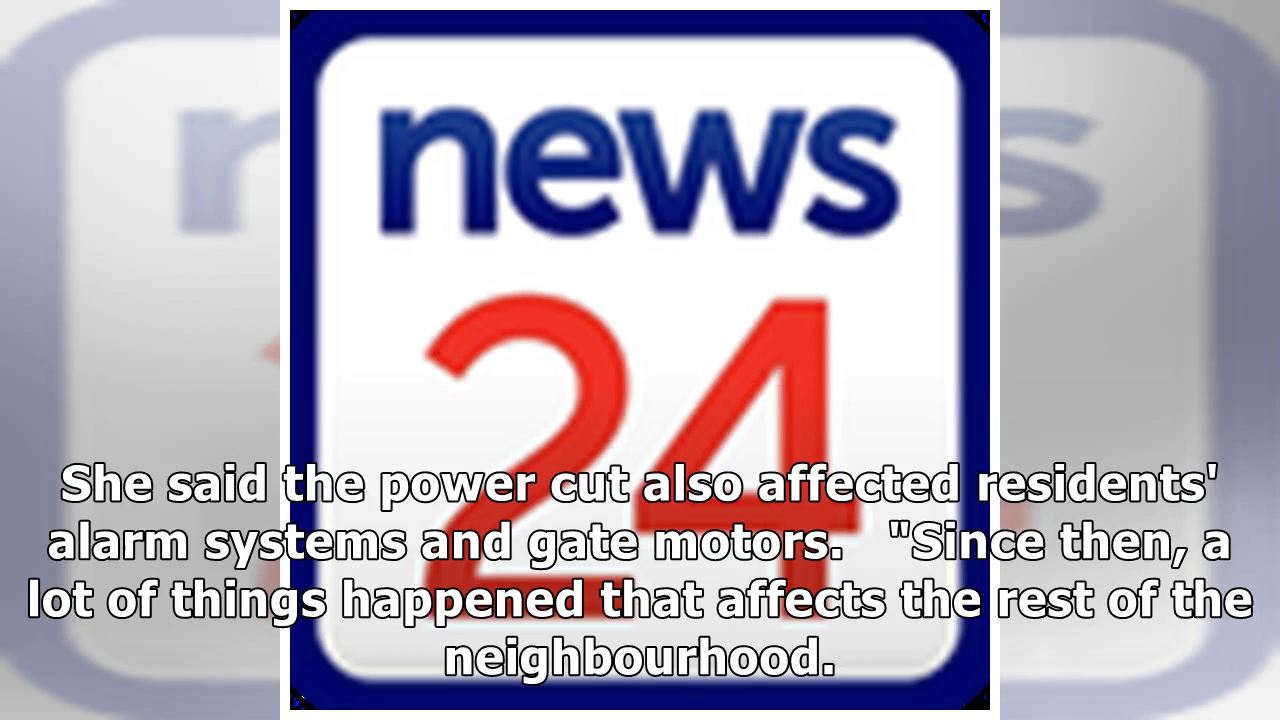 news
24
She said the power cut also affected residents'
alarm systems and gate motors.   "Since then, a
lot of things happened that affects the rest of the
neighbourhood.